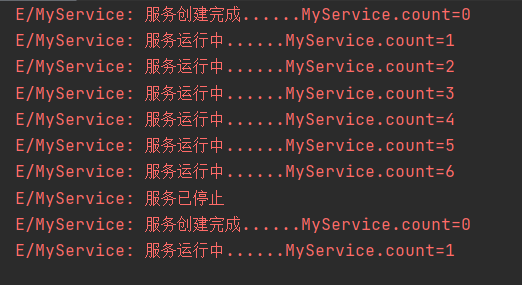 E/MyService: 服务创建完成......MyService.count=0
E/MyService: 服务运行中......MyService.count=1
E/MyService: 服务运行中......MyService.count=2
E/MyService: 服务运行中......MyService.count=3
E/MyService: 服务运行中......MyService.count=4
E/MyService: 服务运行中......MyService.count=5
E/MyService: 服务运行中......MyService.count=6
E/MyService: 服务已停止
E/MyService: 服务创建完成......MyService.count=0
E/MyService: 服务运行中......MyService.count=1